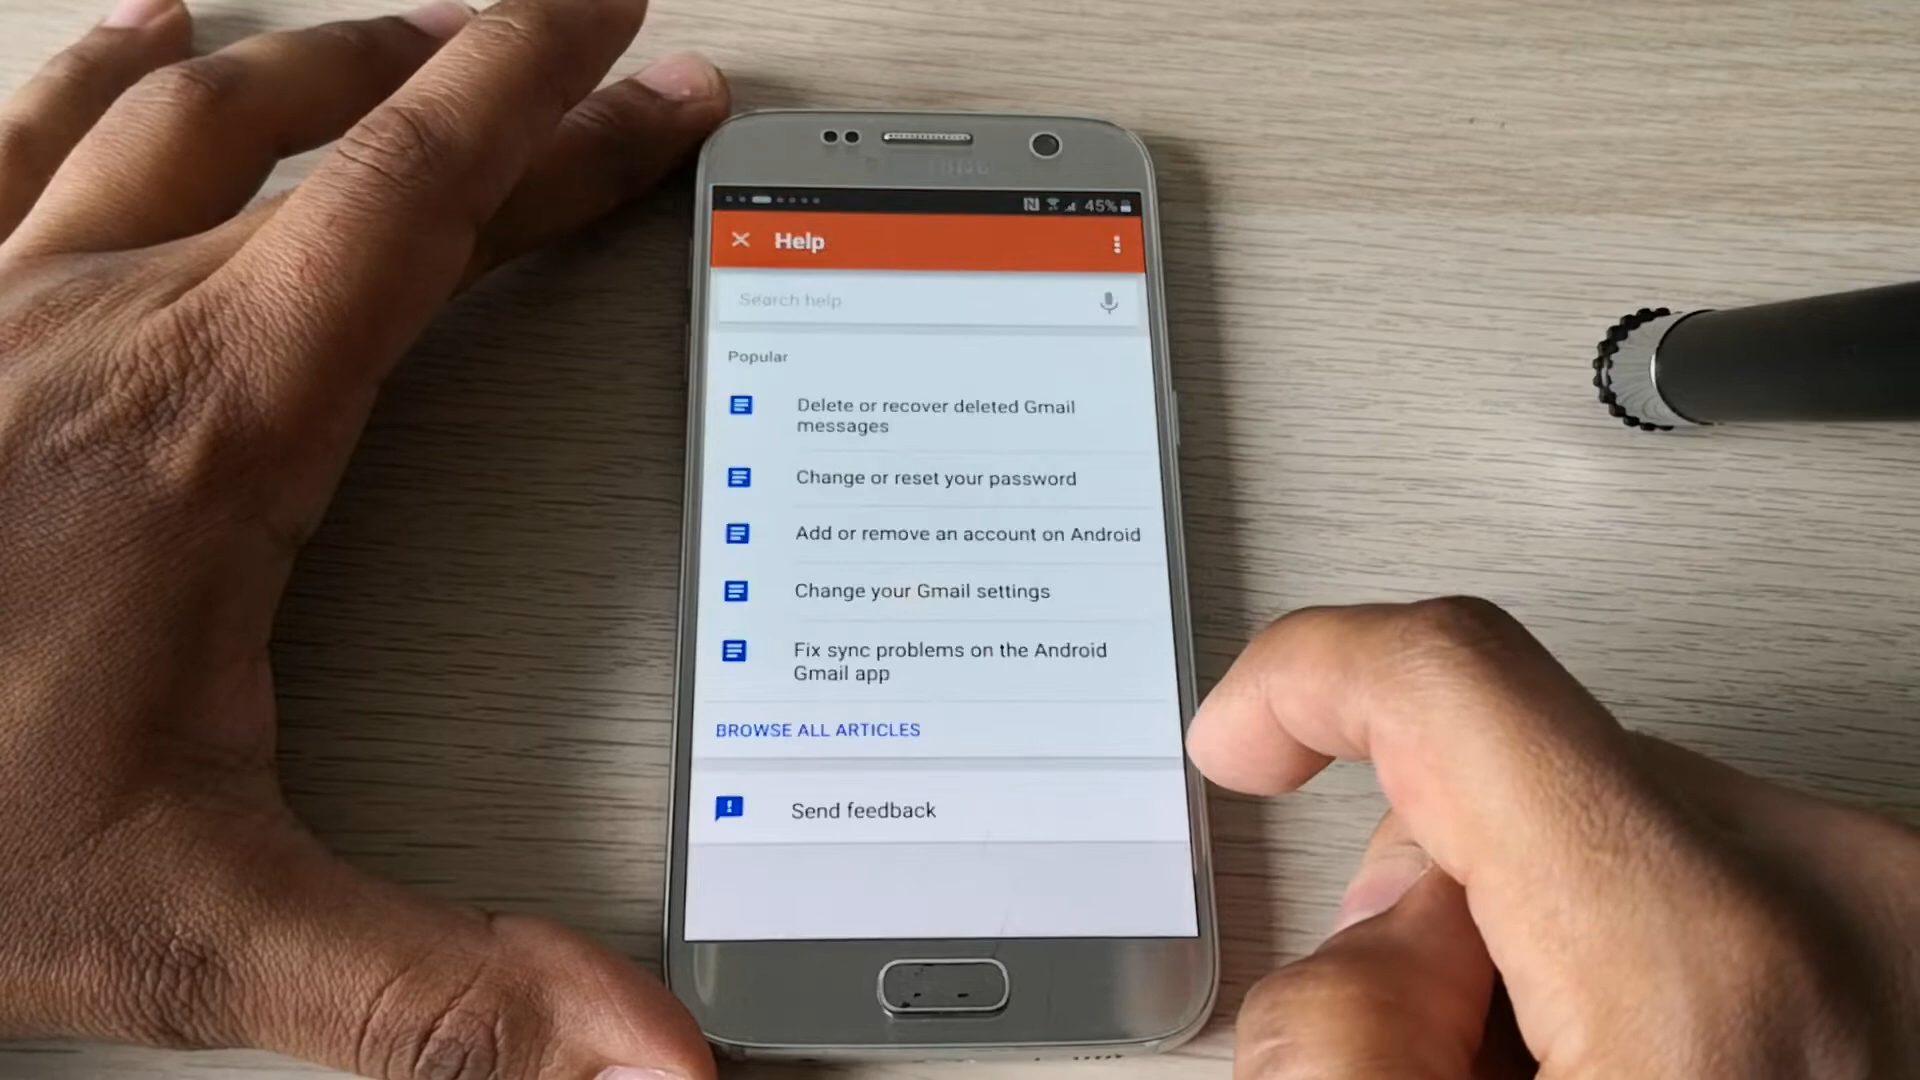 45%
Help
Search help
Popular
Delete or recover deleted Gmail
messages
Change or reset your password
Add or remove an account on Android
Change your Gmail settings
Fix sync problems on the Android
Gmail app
BROWSE ALL ARTICLES
Send feedback